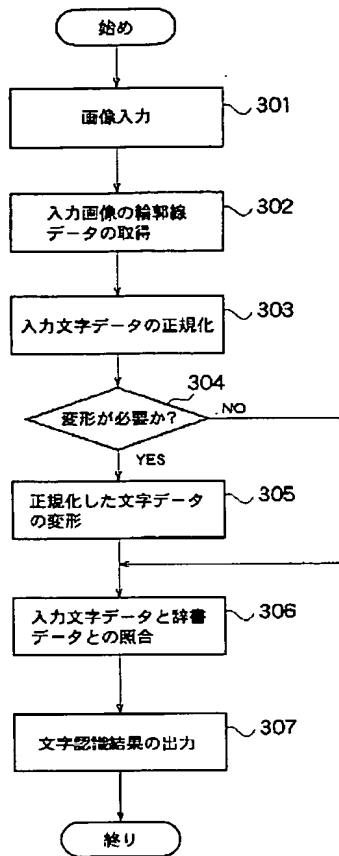 始め
画像入力
301
入力画像の輪郭線
データの取得
302
入力文字データの正規化
303
304
変形が必要か?
NO
YES
正規化した文字データ
の変形
305
入力文字データと辞書
データとの照合
306
文字認識結果の出力
307
終り